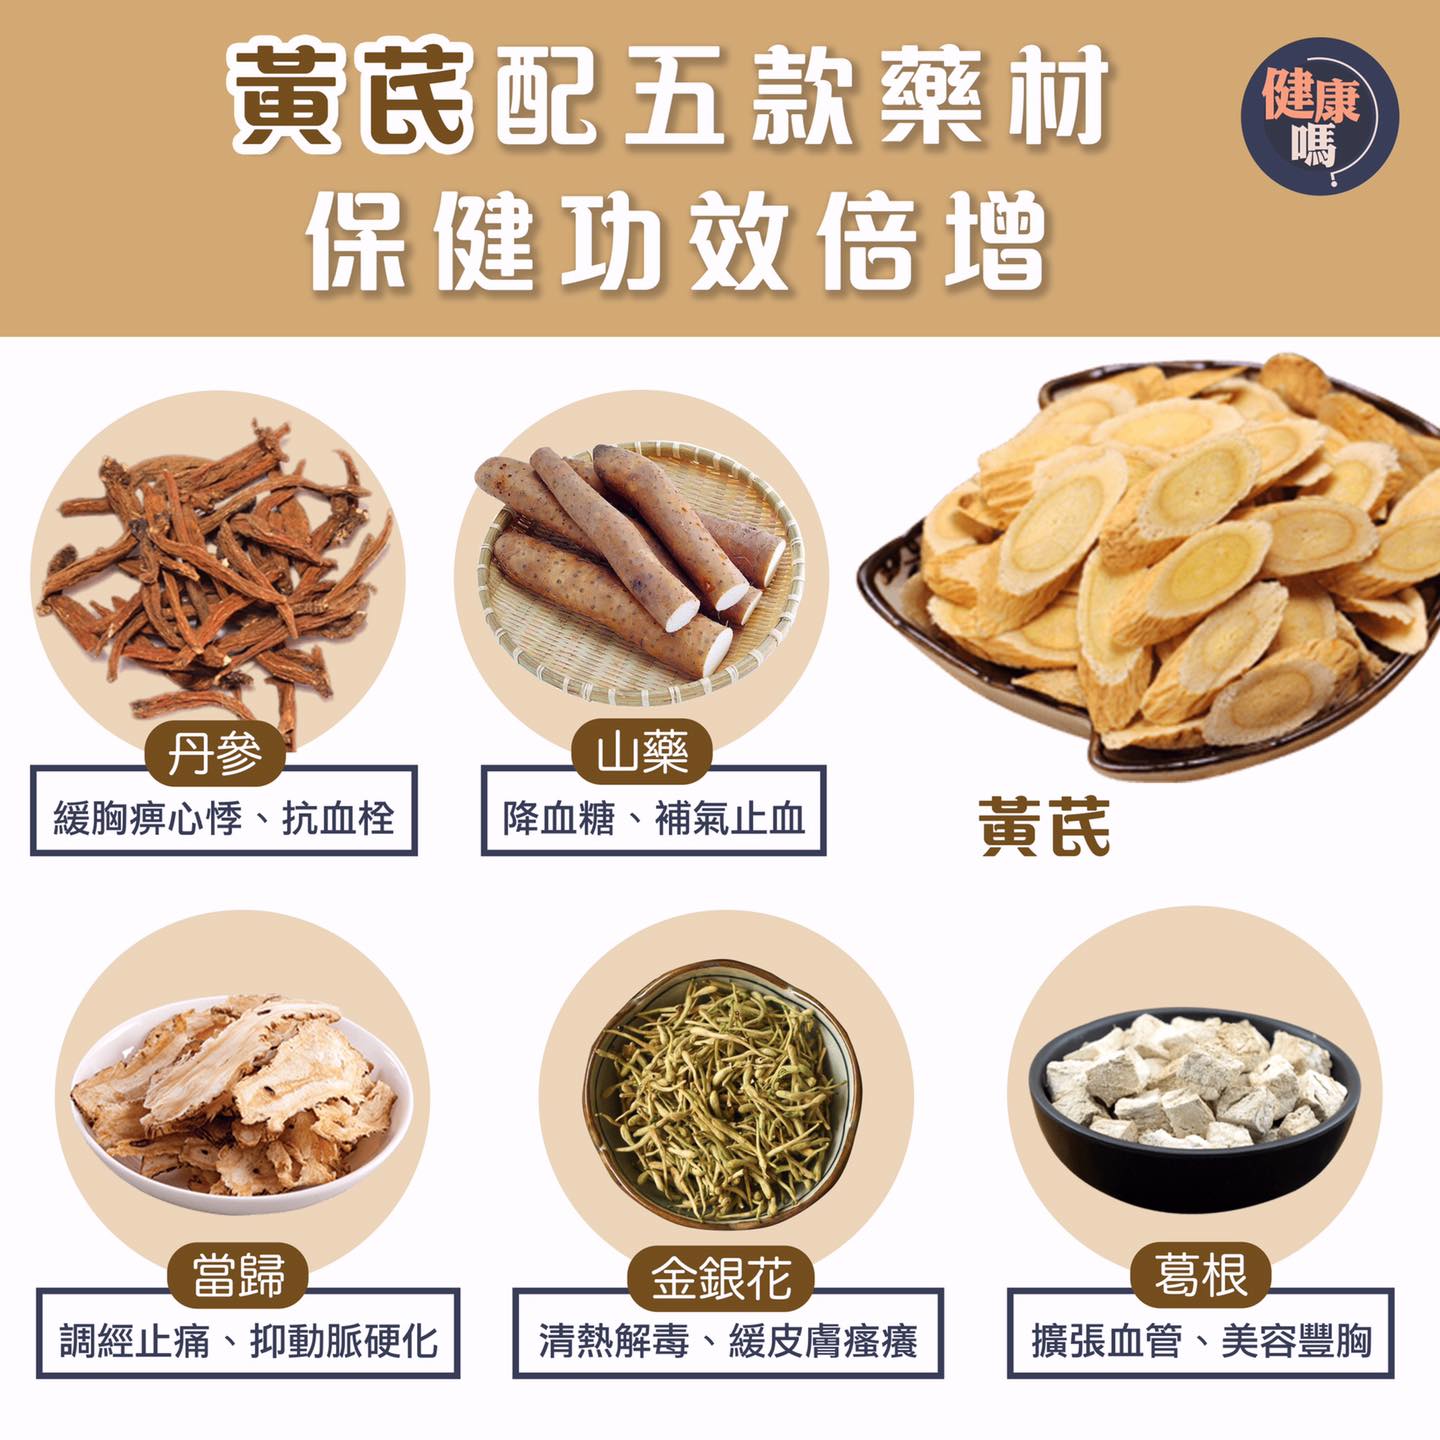 黃芪配五款藥材
保健功效倍增
健康
嗎?
丹參
緩胸痹心悸、抗血栓
山藥
降血糖、補氣止血
黃芪
當歸
調經止痛、抑動脈硬化
金銀花
清熱解毒、緩皮膚瘙癢
葛根
擴張血管、美容豐胸